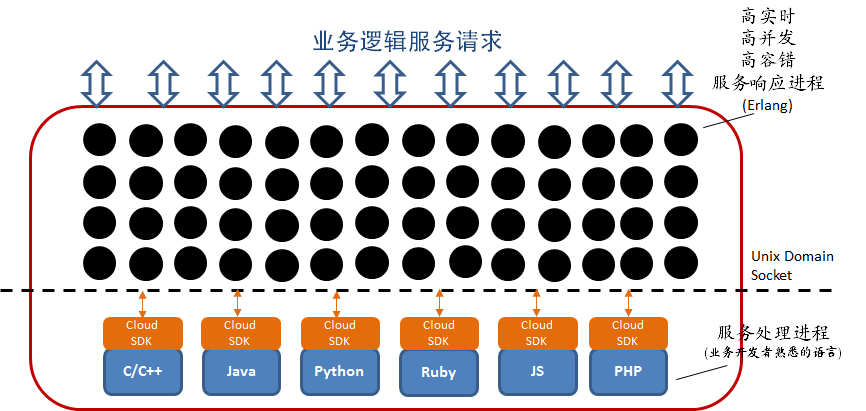 业务逻辑服务请求
高实时
高并发
高容错
服务响应进程
(Erlang)
Unix Domain
Socket
Cloud
SDK
Cloud
SDK
Cloud
SDK
Cloud
SDK
Cloud
SDK
Cloud
SDK
C/C++
Java
Python
Ruby
JS
PHP
服务处理进程
(业务开发者熟悉的语言)